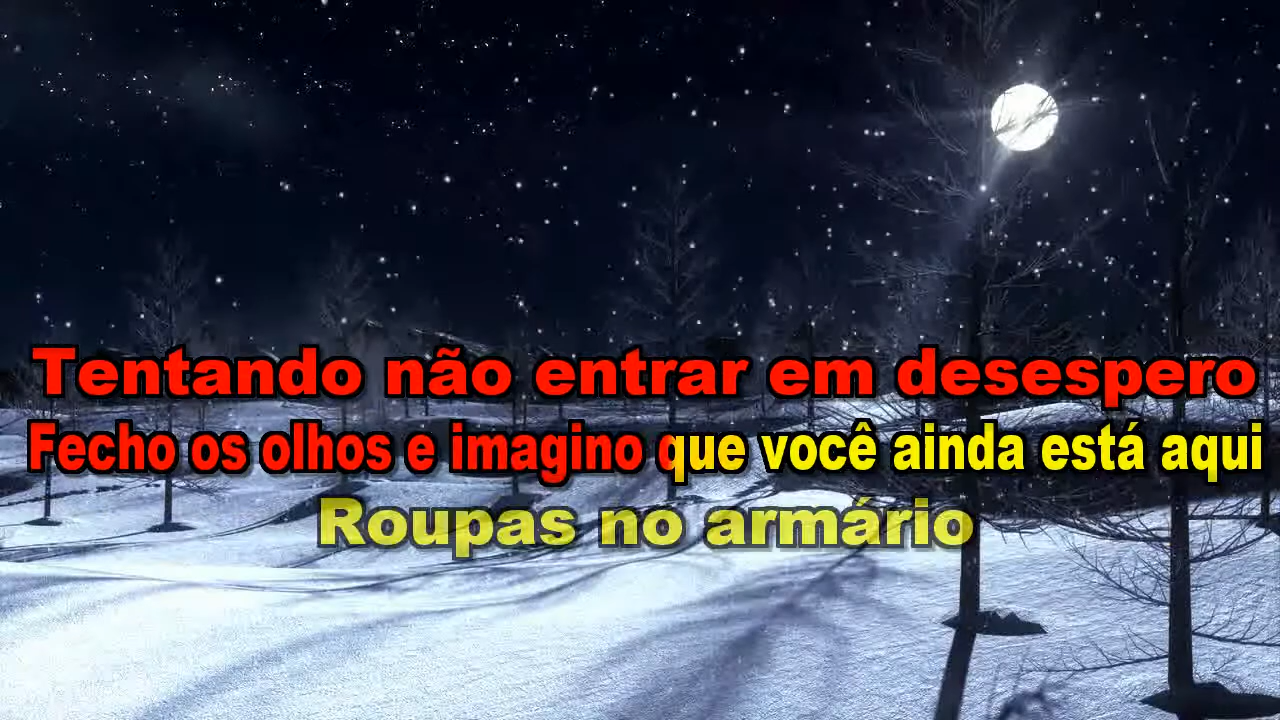 Tentando não entrar em desespero
Fecho os olhos e imagino que você ainda está aqui
Roupas no armário